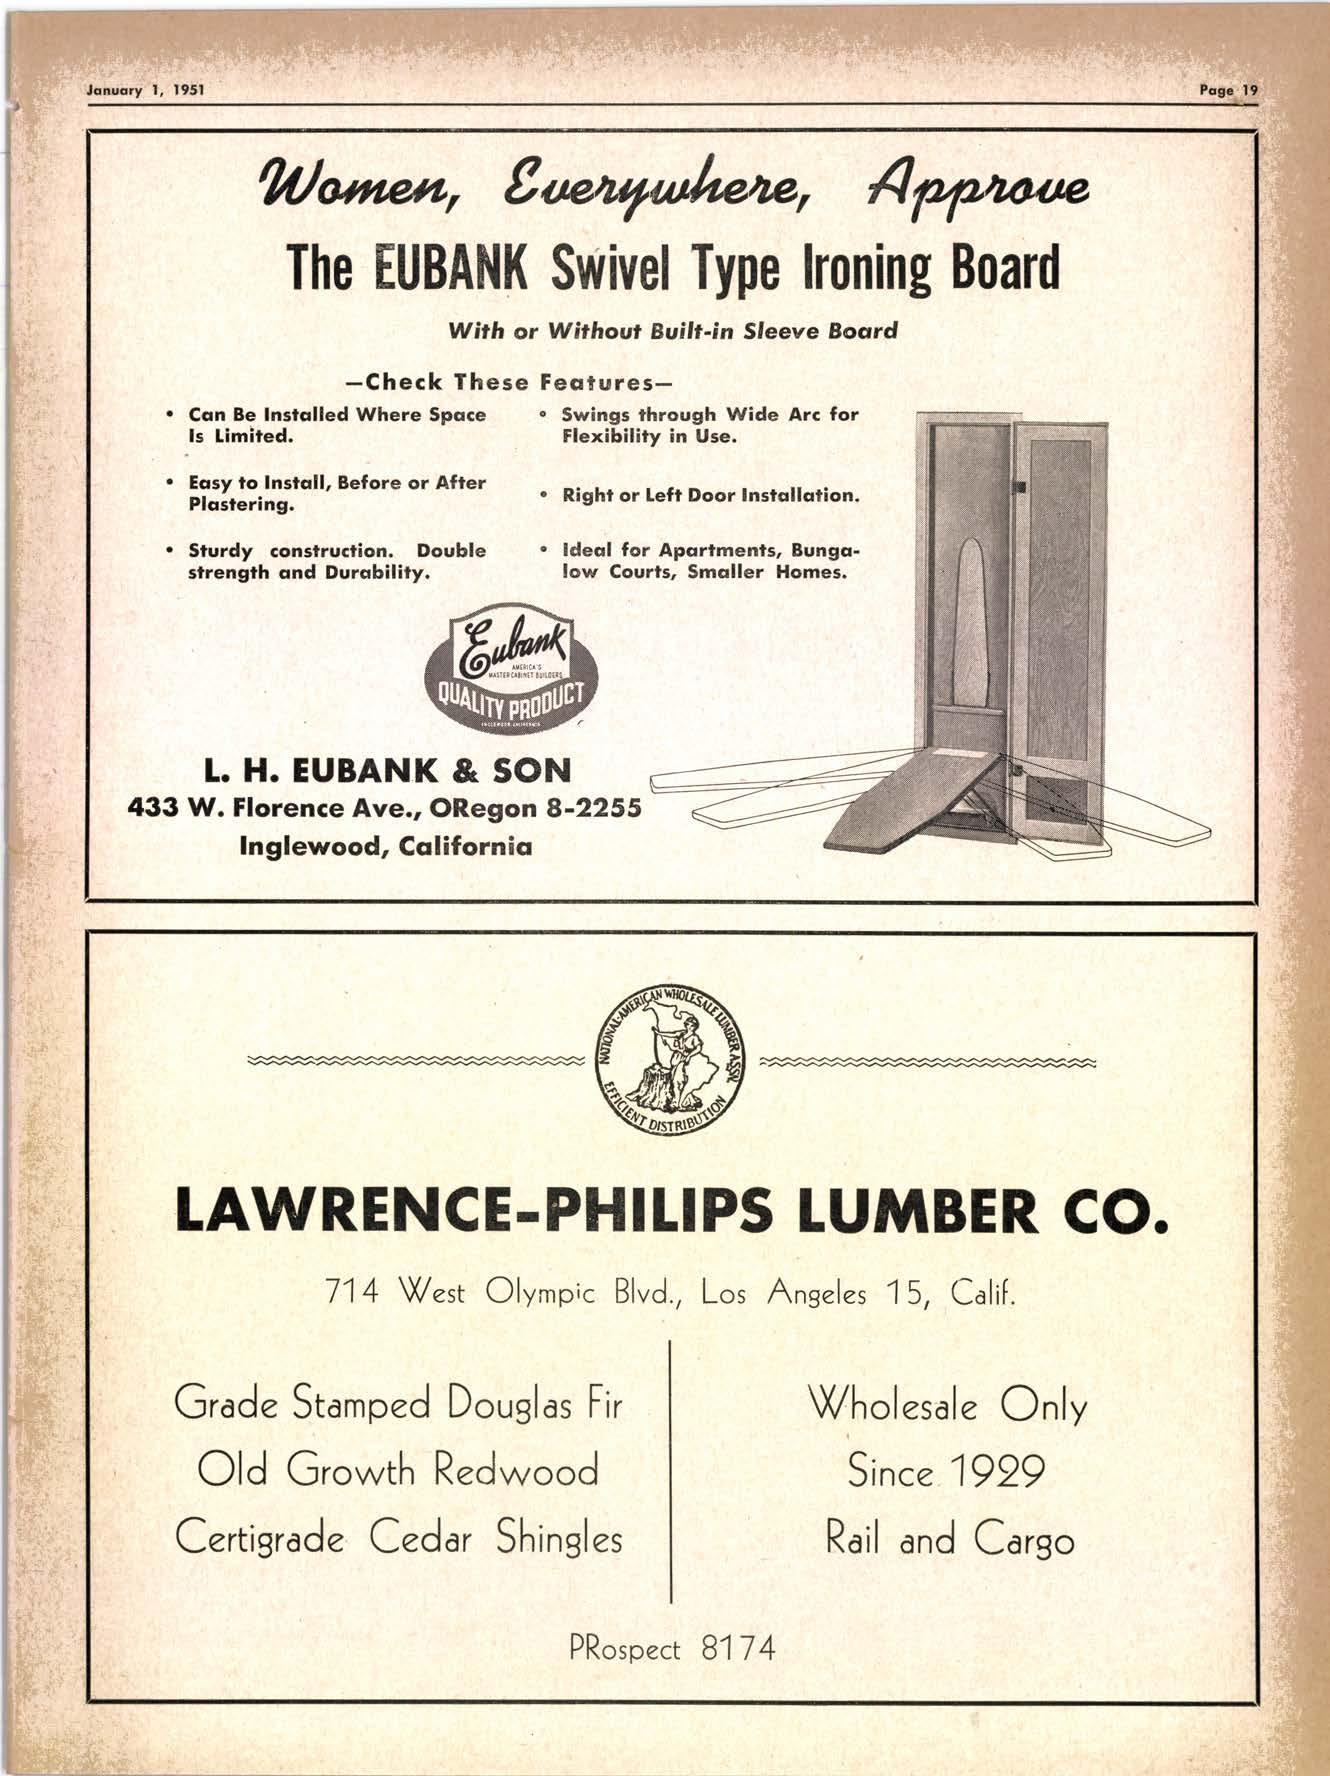 January 1, 1951
Page 19
Women, Everywhere, Approve
The EUBANK Swivel Type Ironing Board
With or Without Built-in Sleeve Board
—Check These Features—
• Can Be Installed Where Space
Is Limited.
• Easy to Install, Before or After
Plastering.
• Sturdy construction. Double
strength and Durability.
• Swings through Wide Arc for
Flexibility in Use.
• Right or Left Door Installation.
• Ideal for Apartments, Bunga-
low Courts, Smaller Homes.
Eubank
AMERICA'S
MASTER CABINET BUILDERS
QUALITY PRODUCT
INGLEWOOD, CALIFORNIA
L. H. EUBANK & SON
433 W. Florence Ave., ORegon 8-2255
Inglewood, California
NATIONAL-AMERICAN WHOLESALE LUMBER ASSN.
EFFICIENT DISTRIBUTION
LAWRENCE-PHILIPS LUMBER CO.
714 West Olympic Blvd., Los Angeles 15, Calif.
Grade Stamped Douglas Fir
Old Growth Redwood
Certigrade Cedar Shingles
Wholesale Only
Since 1929
Rail and Cargo
PRospect 8174